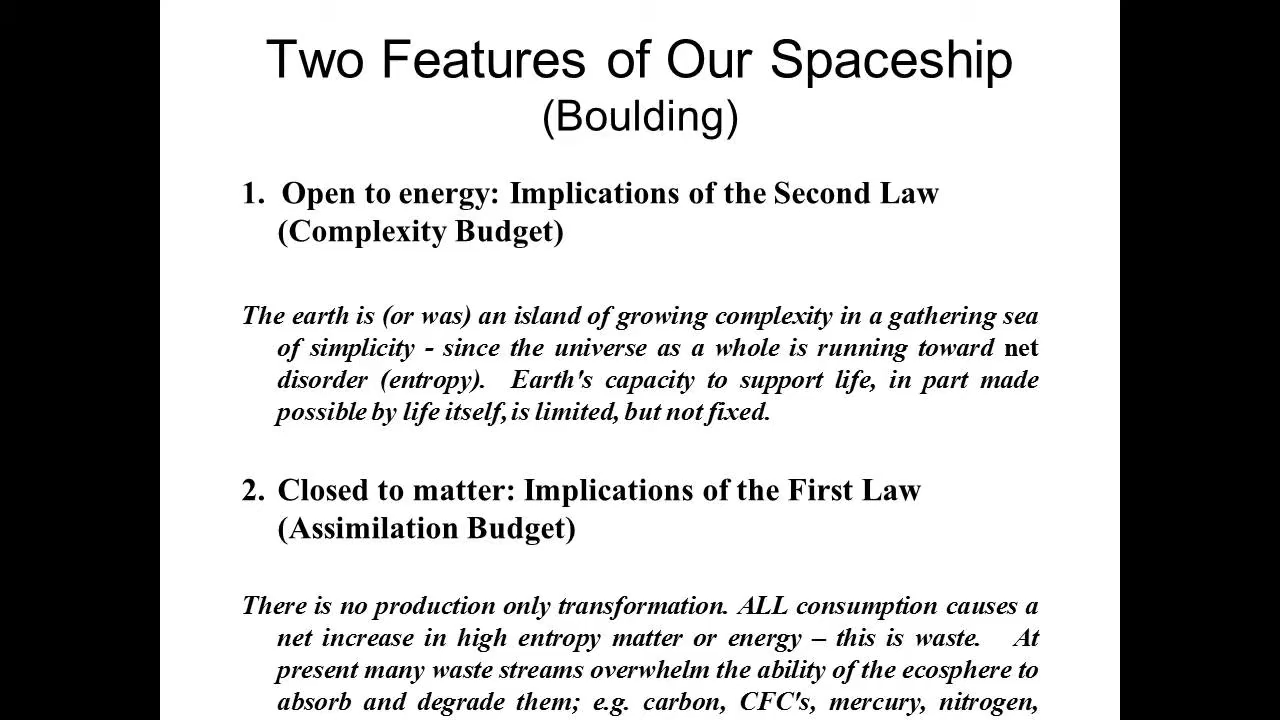 Two Features of Our Spaceship
(Boulding)
1. Open to energy: Implications of the Second Law
(Complexity Budget)
The earth is (or was) an island of growing complexity in a gathering sea
of simplicity - since the universe as a whole is running toward net
disorder (entropy). Earth's capacity to support life, in part made
possible by life itself, is limited, but not fixed.
2. Closed to matter: Implications of the First Law
(Assimilation Budget)
There is no production only transformation. ALL consumption causes a
net increase in high entropy matter or energy – this is waste. At
present many waste streams overwhelm the ability of the ecosphere to
absorb and degrade them; e.g. carbon, CFC's, mercury, nitrogen,